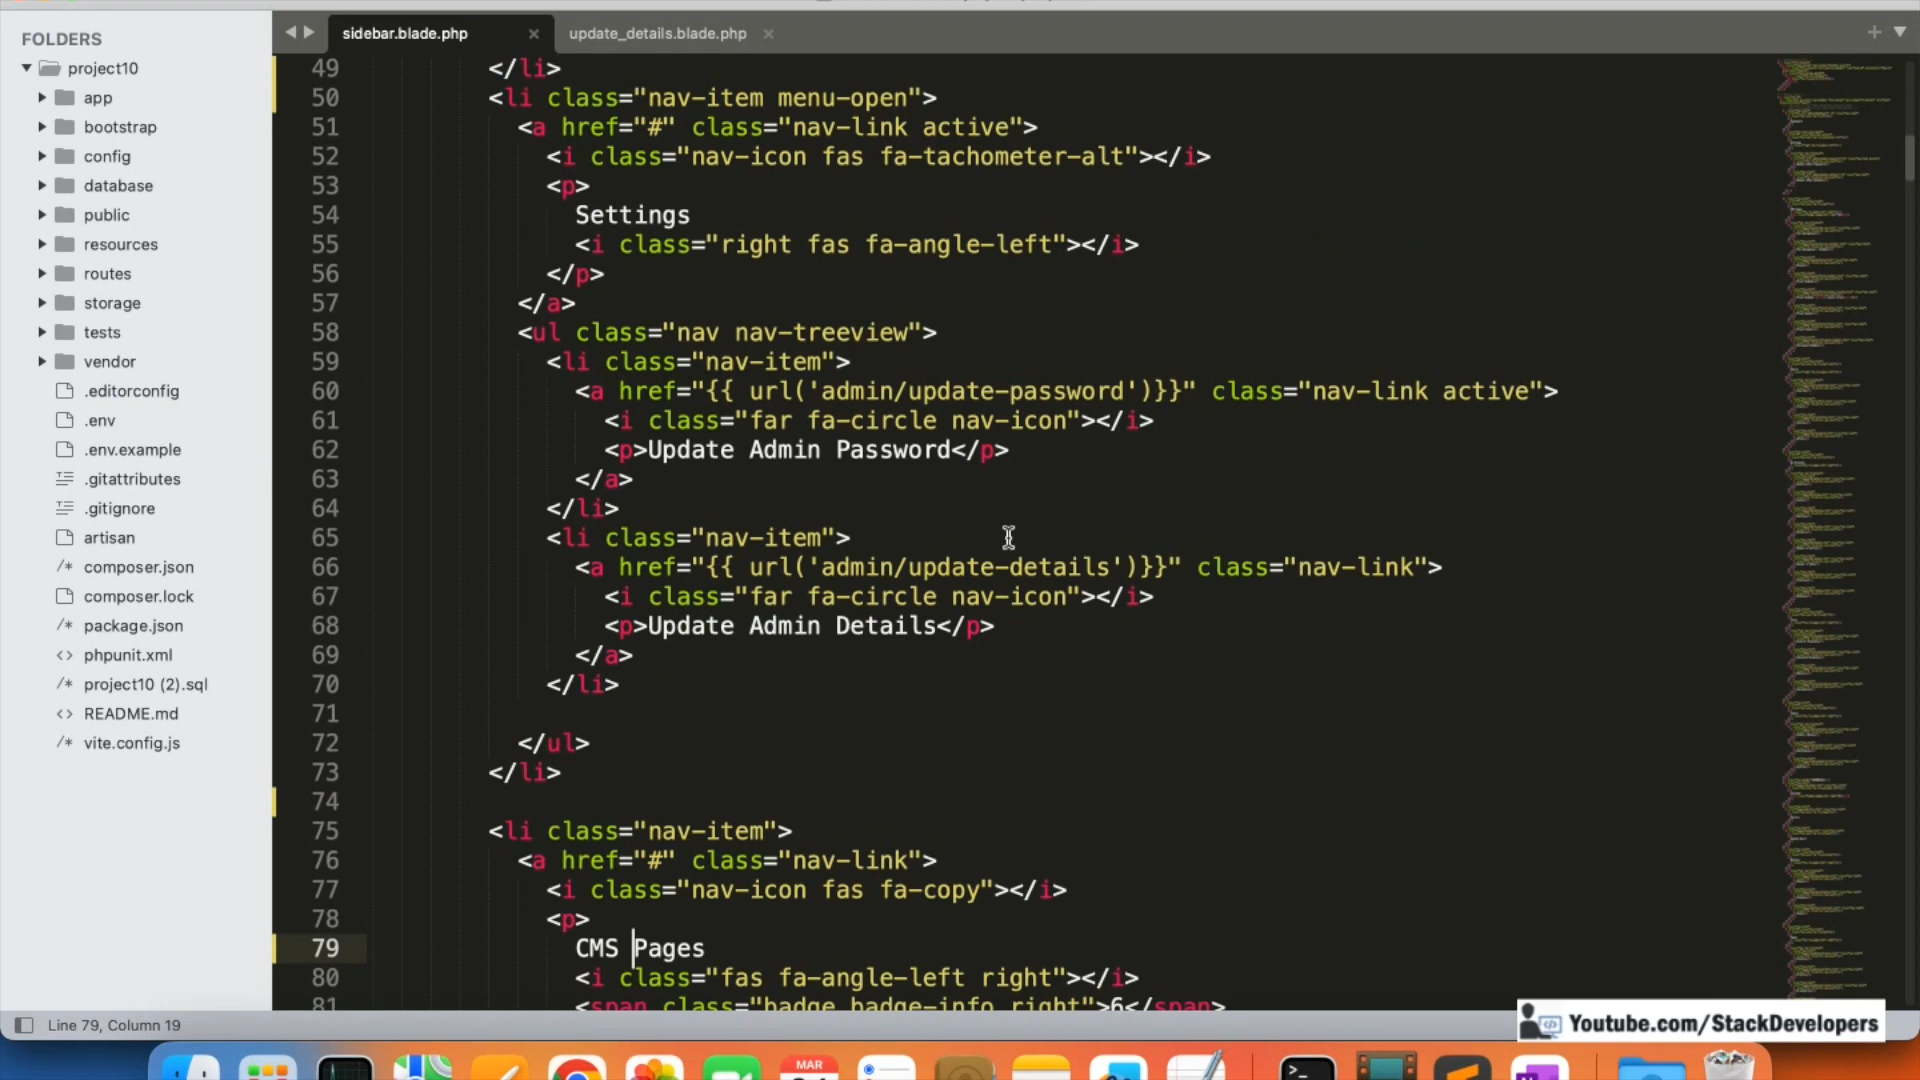 FOLDERS
project10
app
bootstrap
config
database
public
resources
routes
storage
tests
vendor
.editorconfig
.env
.env.example
.gitattributes
.gitignore
artisan
composer.json
composer.lock
package.json
phpunit.xml
project10 (2).sql
README.md
vite.config.js
sidebar.blade.php
update_details.blade.php
49 </li>
50 <li class="nav-item menu-open">
51 <a href="#" class="nav-link active">
52 <i class="nav-icon fas fa-tachometer-alt"></i>
53 <p>
54 Settings
55 <i class="right fas fa-angle-left"></i>
56 </p>
57 </a>
58 <ul class="nav nav-treeview">
59 <li class="nav-item">
60 <a href="{{ url('admin/update-password')}}" class="nav-link active">
61 <i class="far fa-circle nav-icon"></i>
62 <p>Update Admin Password</p>
63 </a>
64 </li>
65 <li class="nav-item">
66 <a href="{{ url('admin/update-details')}}" class="nav-link">
67 <i class="far fa-circle nav-icon"></i>
68 <p>Update Admin Details</p>
69 </a>
70 </li>
71
72 </ul>
73 </li>
74
75 <li class="nav-item">
76 <a href="#" class="nav-link">
77 <i class="nav-icon fas fa-copy"></i>
78 <p>
79 CMS Pages
80 <i class="fas fa-angle-left right"></i>
81 <span class="badge badge-info right">6</span>
Line 79, Column 19
Youtube.com/StackDevelopers
MAR